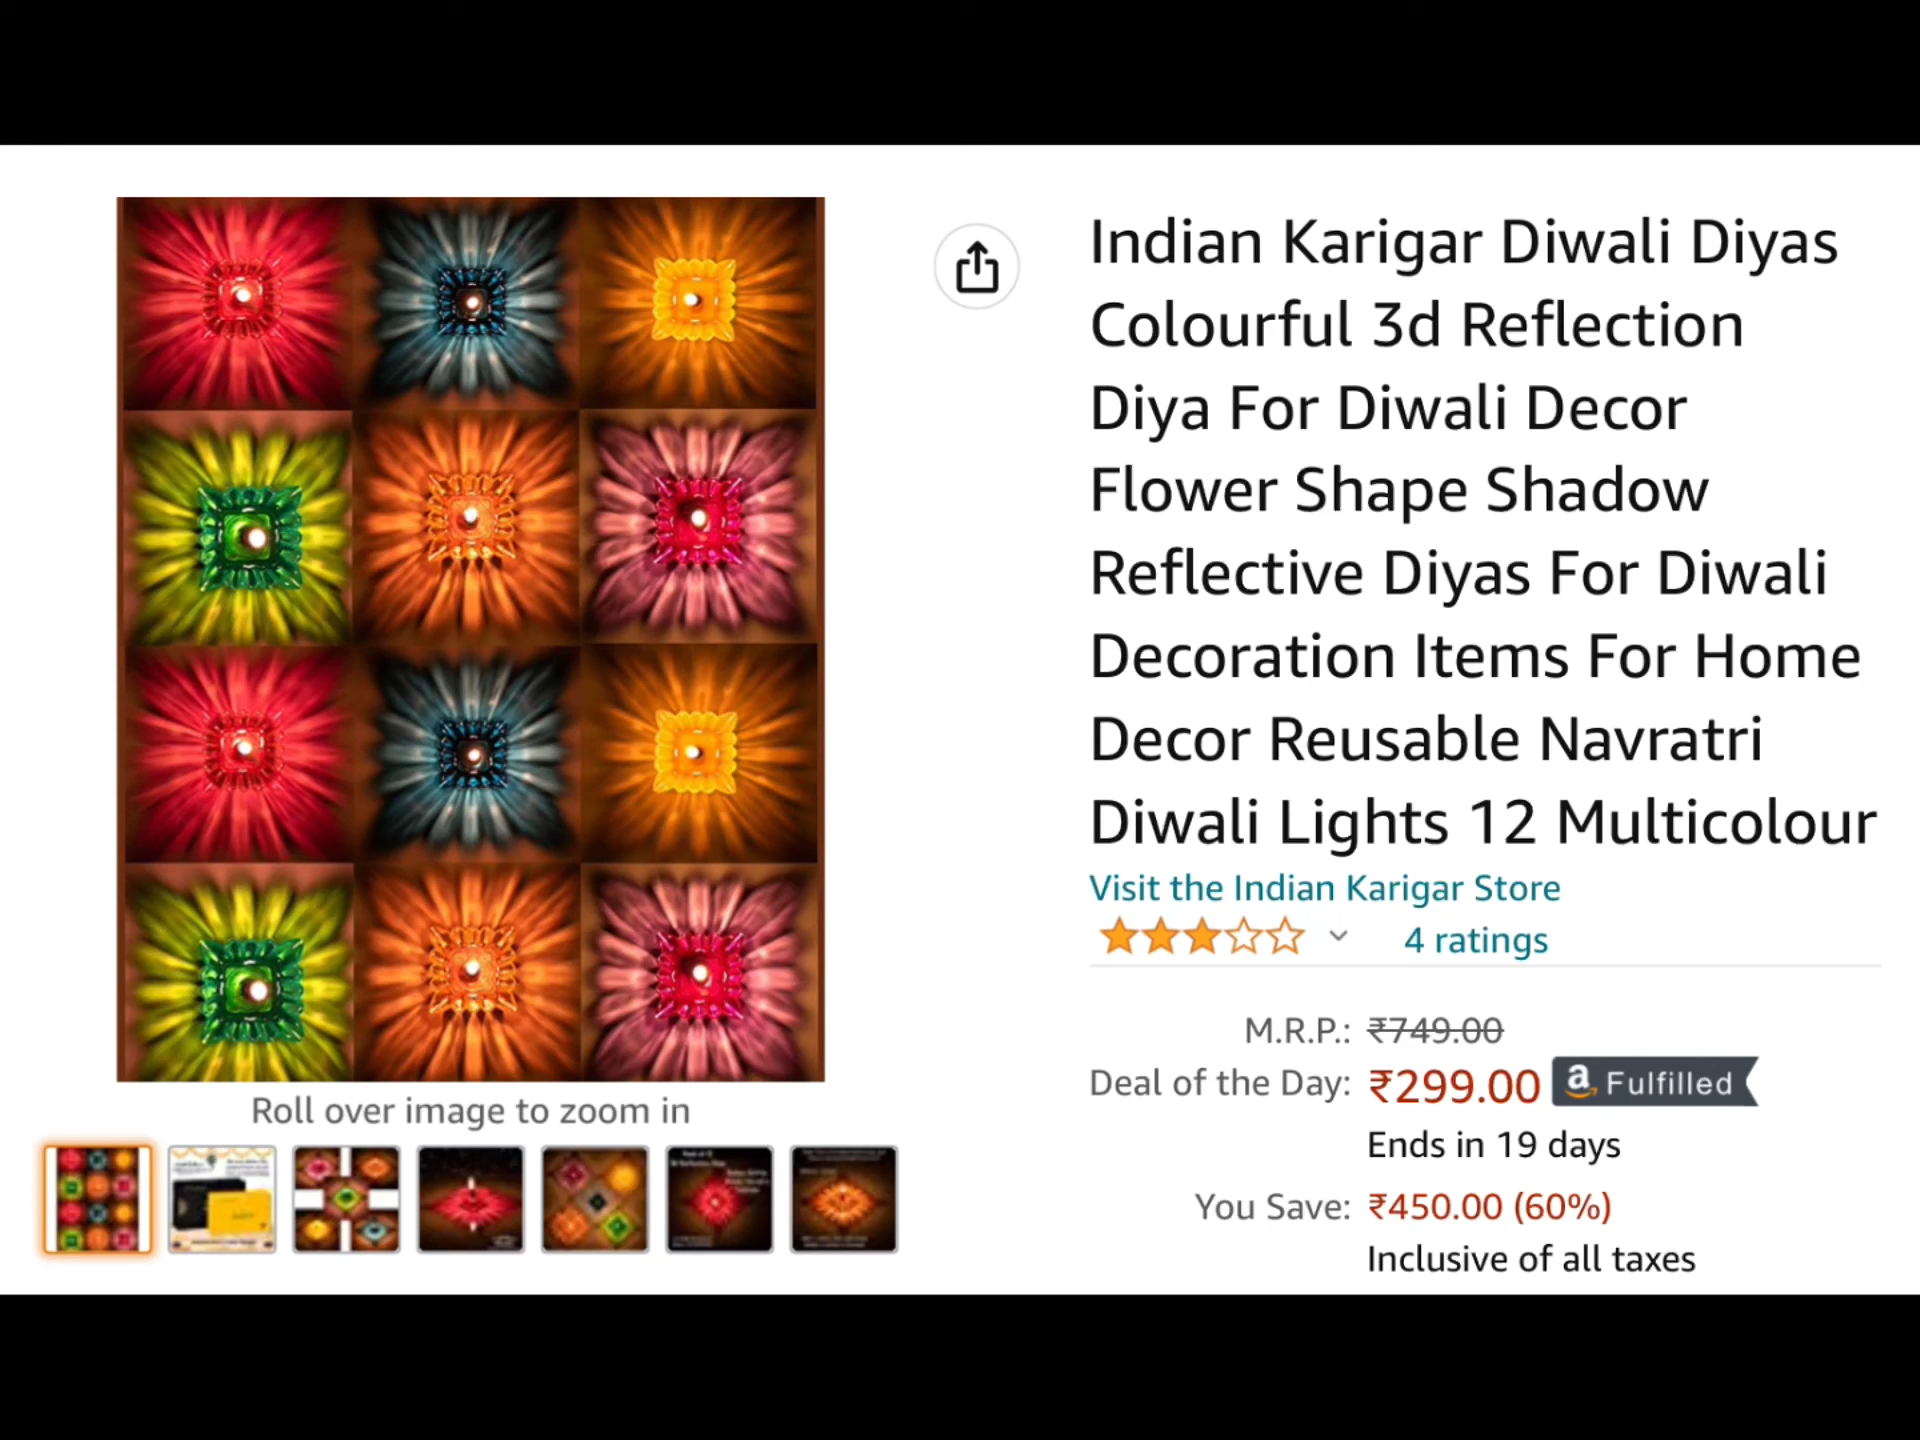 Indian Karigar Diwali Diyas
Colourful 3d Reflection
Diya For Diwali Decor
Flower Shape Shadow
Reflective Diyas For Diwali
Decoration Items For Home
Decor Reusable Navratri
Diwali Lights 12 Multicolour
Visit the Indian Karigar Store
4 ratings
M.R.P.: ₹749.00
Deal of the Day: ₹299.00 a Fulfilled
Ends in 19 days
You Save: ₹450.00 (60%)
Inclusive of all taxes
Roll over image to zoom in